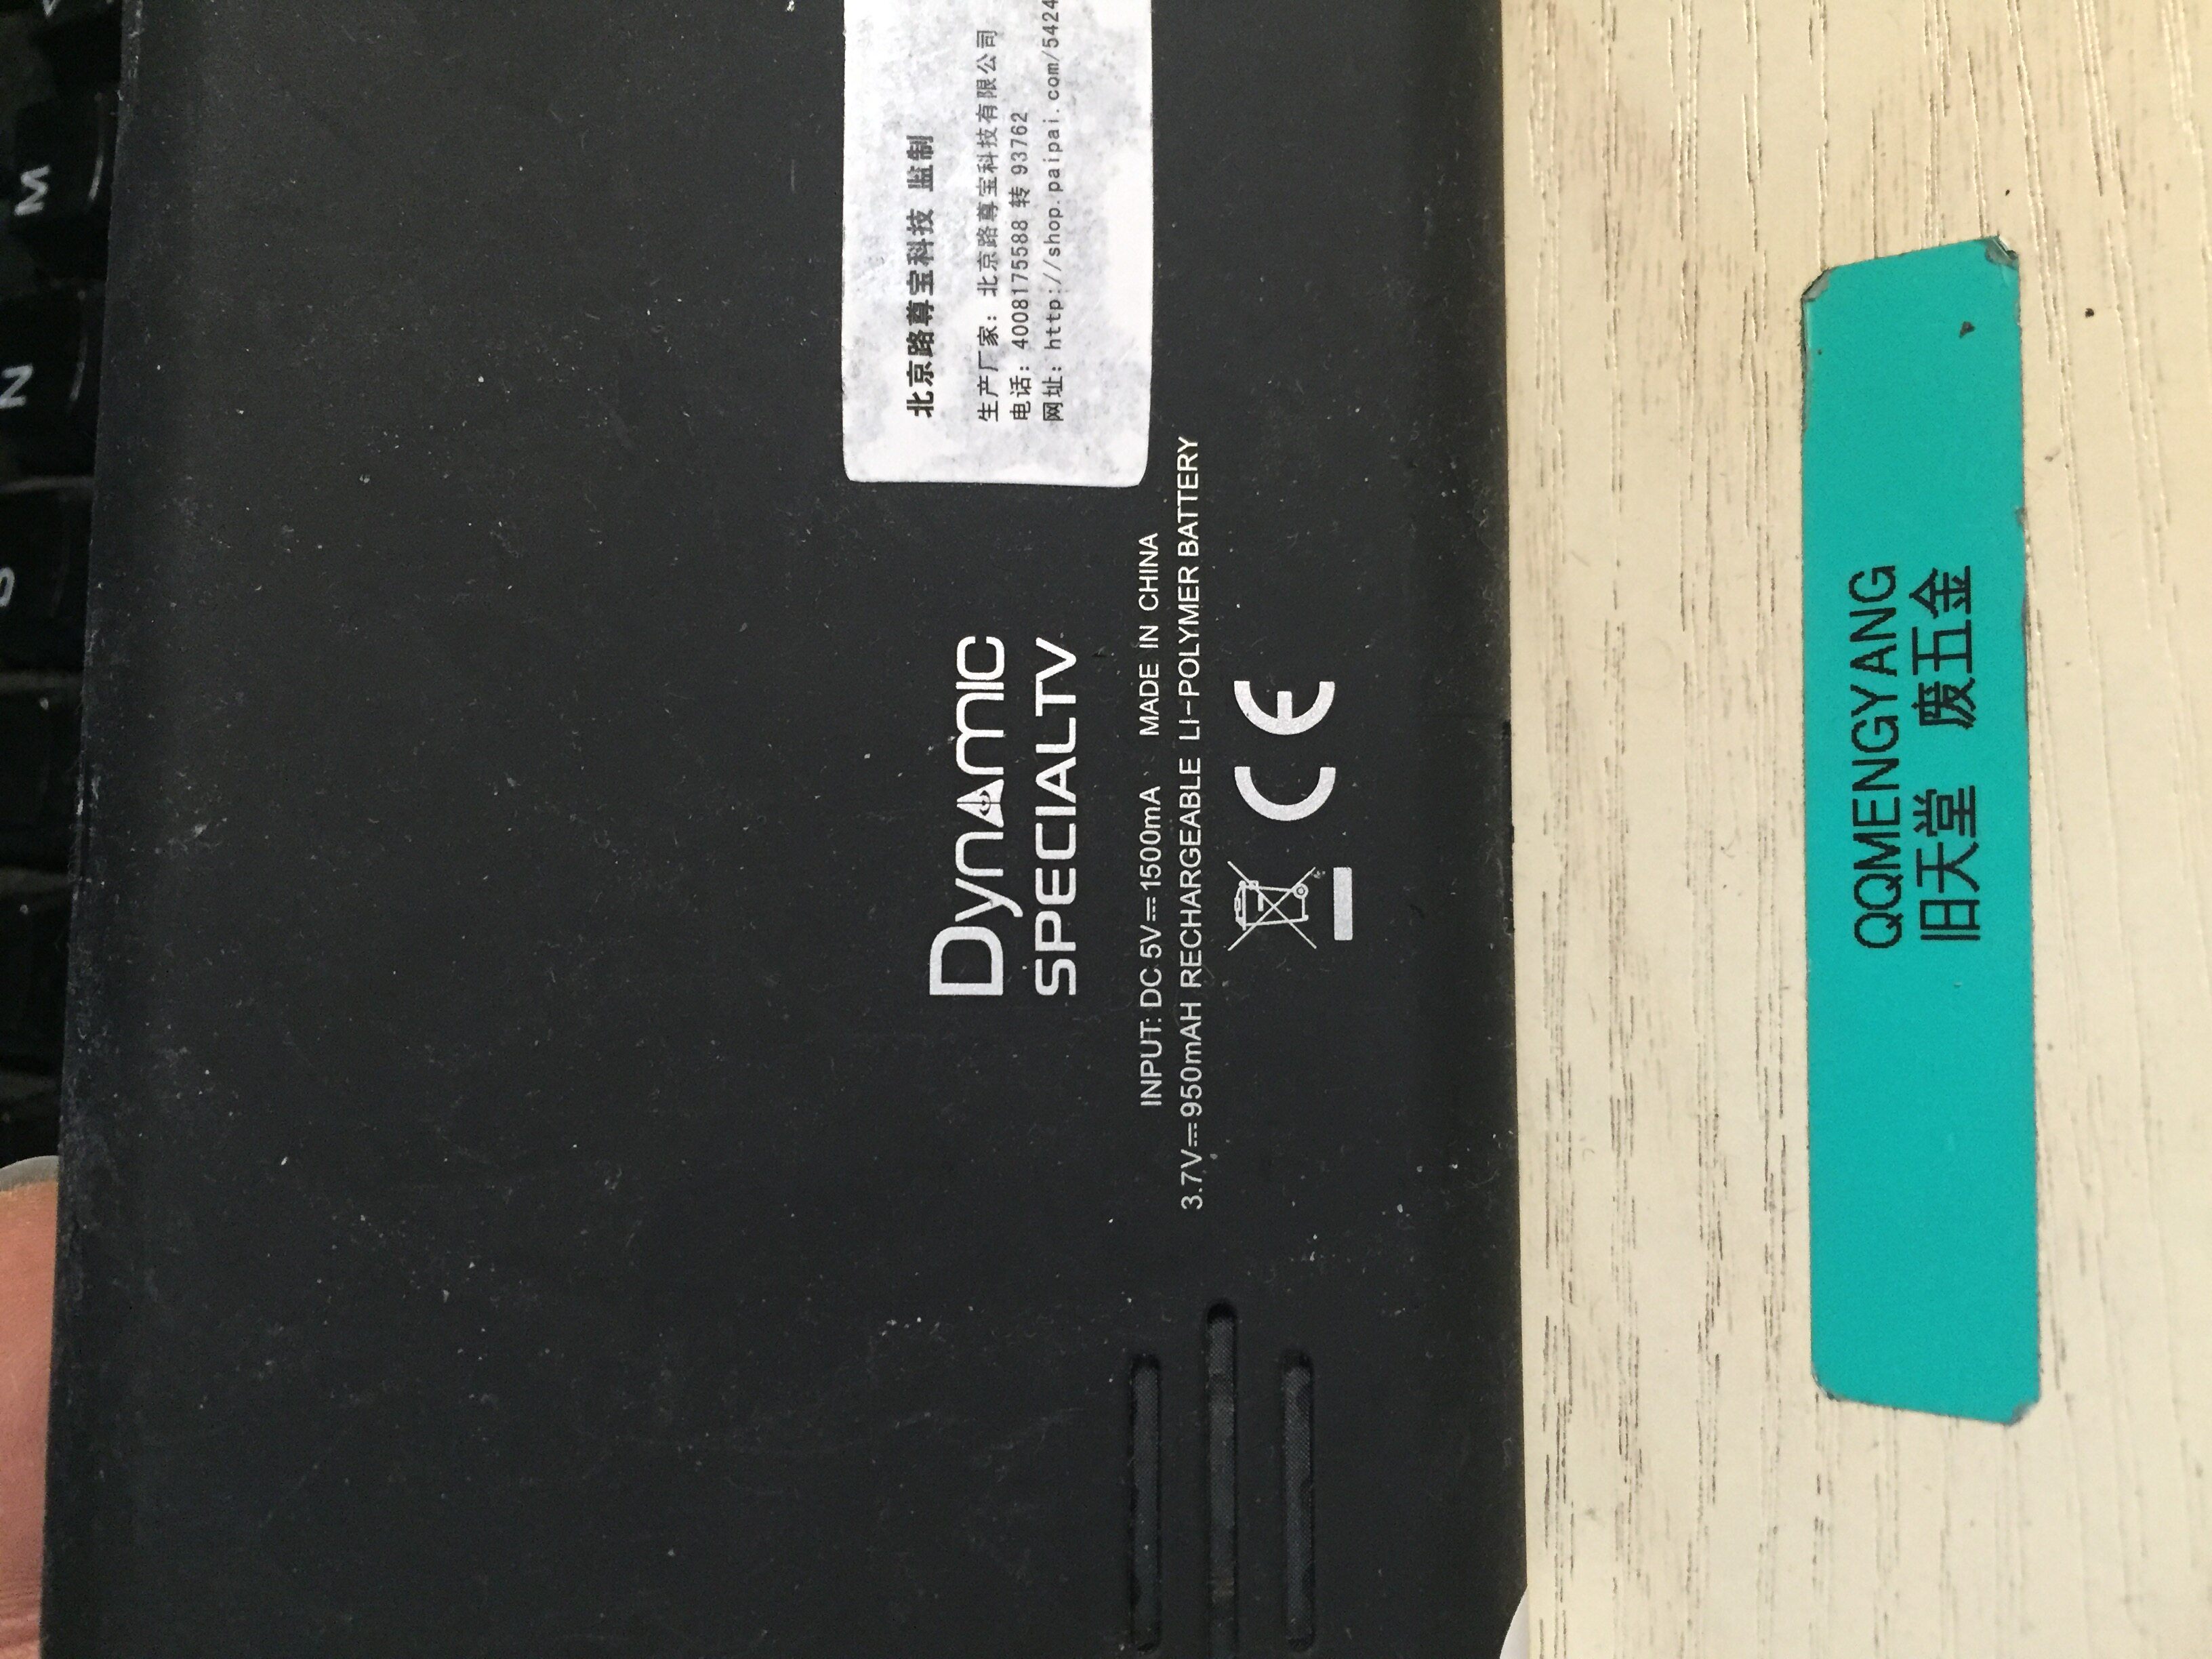 北京路尊宝科技 监制
生产厂家: 北京路尊宝科技有限公司
电话: 4008175588 转 93762
网址: http://shop.paipai.com/5424
DynAmIC
SPECIALTV
INPUT: DC 5V⎓1500mA、 MADE IN CHINA
3.7V⎓950mAH RECHARGEABLE LI-POLYMER BATTERY
CE
QQMENGYANG
旧天堂 废五金
M
N